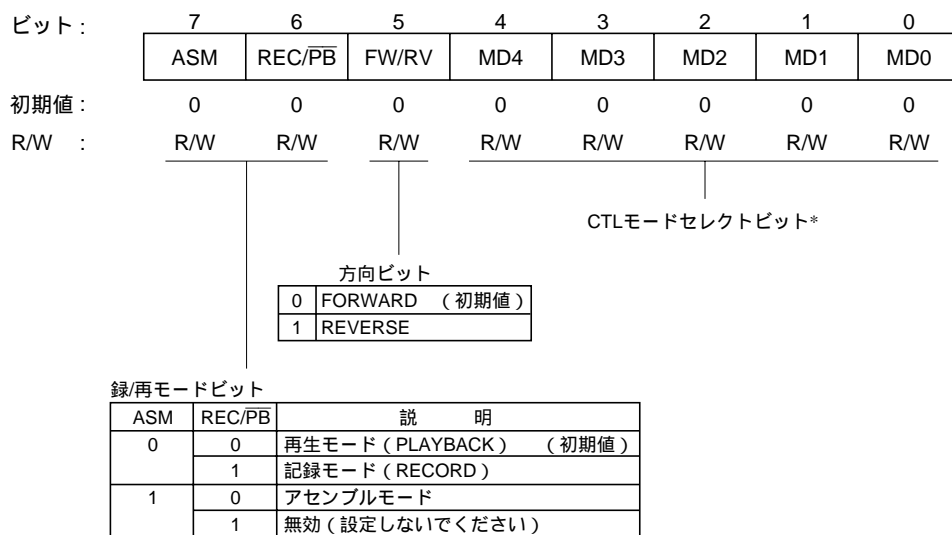 ビット : 7 6 5 4 3 2 1 0
ASM REC/P̅B̅ FW/RV MD4 MD3 MD2 MD1 MD0
初期値 : 0 0 0 0 0 0 0 0
R/W : R/W R/W R/W R/W R/W R/W R/W R/W
CTLモードセレクトビット*
方向ビット
0 FORWARD （初期値）
1 REVERSE
録/再モードビット
ASM REC/P̅B̅ 説 明
0 0 再生モード（PLAYBACK） （初期値）
1 記録モード（RECORD）
1 0 アセンブルモード
1 無効（設定しないでください）